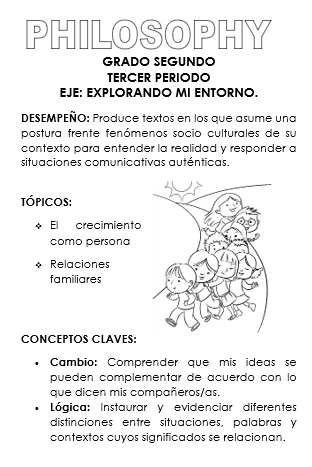 PHILOSOPHY
GRADO SEGUNDO
TERCER PERIODO
EJE: EXPLORANDO MI ENTORNO.
DESEMPEÑO: Produce textos en los que asume una
postura frente fenómenos socio culturales de su
contexto para entender la realidad y responder a
situaciones comunicativas auténticas.
TÓPICOS:
❖ El crecimiento
como persona
❖ Relaciones
familiares
CONCEPTOS CLAVES:
• Cambio: Comprender que mis ideas se
pueden complementar de acuerdo con lo
que dicen mis compañeros/as.
• Lógica: Instaurar y evidenciar diferentes
distinciones entre situaciones, palabras y
contextos cuyos significados se relacionan.